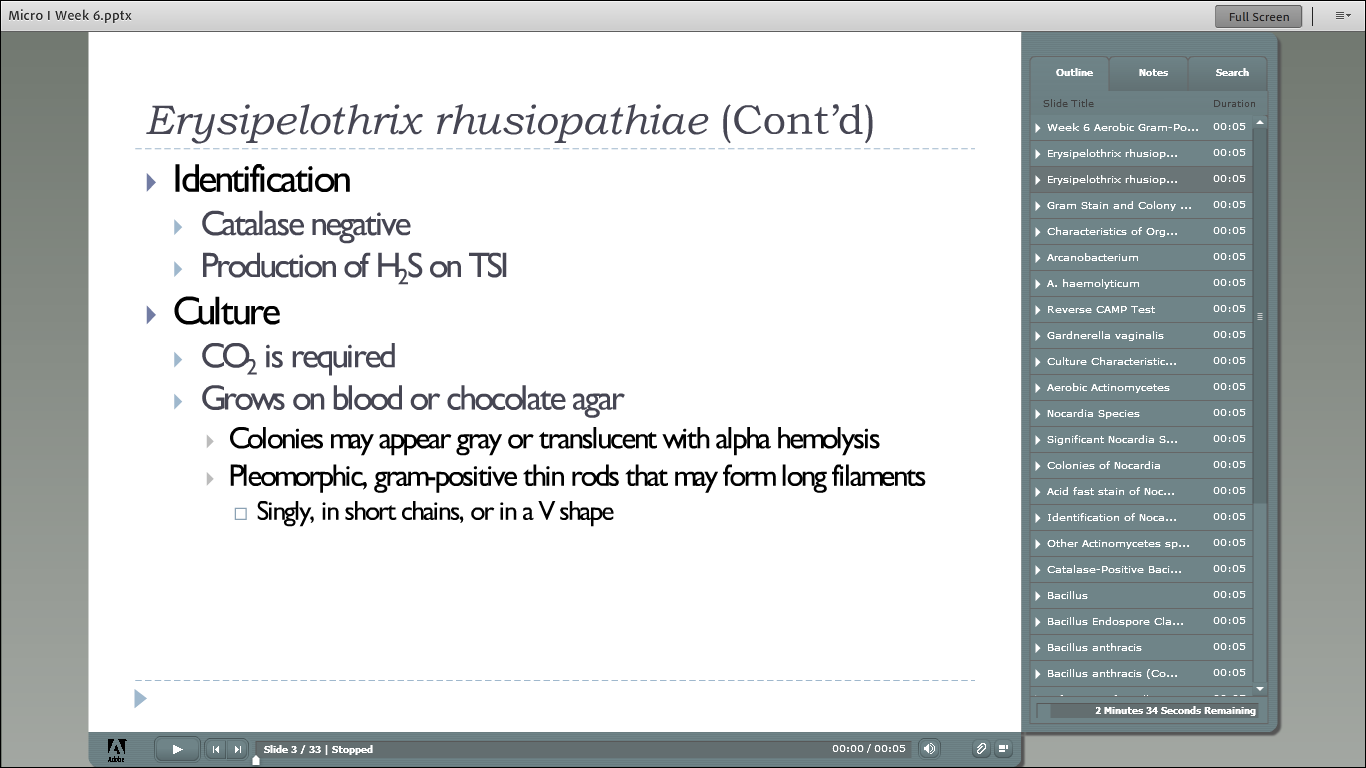 Micro I Week 6.pptx
Full Screen
Erysipelothrix rhusiopathiae (Cont'd)
Identification
Catalase negative
Production of H2S on TSI
Culture
CO2 is required
Grows on blood or chocolate agar
Colonies may appear gray or translucent with alpha hemolysis
Pleomorphic, gram-positive thin rods that may form long filaments
Singly, in short chains, or in a V shape
Outline Notes Search
Slide Title Duration
Week 6 Aerobic Gram-Po... 00:05
Erysipelothrix rhusiop... 00:05
Erysipelothrix rhusiop... 00:05
Gram Stain and Colony ... 00:05
Characteristics of Org... 00:05
Arcanobacterium 00:05
A. haemolyticum 00:05
Reverse CAMP Test 00:05
Gardnerella vaginalis 00:05
Culture Characteristic... 00:05
Aerobic Actinomycetes 00:05
Nocardia Species 00:05
Significant Nocardia S... 00:05
Colonies of Nocardia 00:05
Acid fast stain of Noc... 00:05
Identification of Noca... 00:05
Other Actinomycetes sp... 00:05
Catalase-Positive Baci... 00:05
Bacillus 00:05
Bacillus Endospore Cla... 00:05
Bacillus anthracis 00:05
Bacillus anthracis (Co... 00:05
2 Minutes 34 Seconds Remaining
Adobe
Slide 3 / 33 | Stopped 00:00 / 00:05